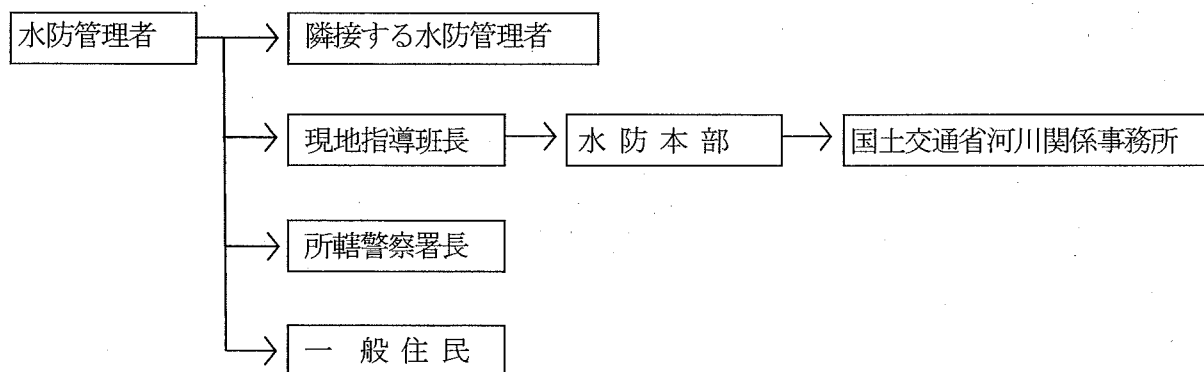 水防管理者
隣接する水防管理者
現地指導班長
水防本部
国土交通省河川関係事務所
所轄警察署長
一般住民